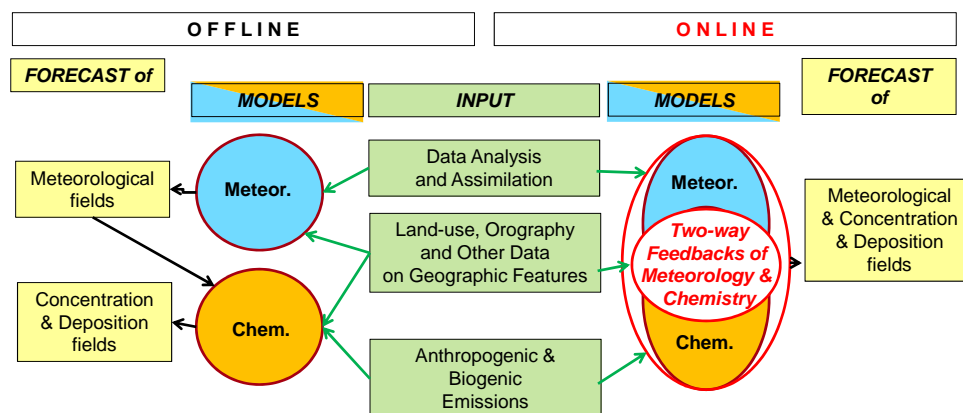 OFFLINE
ONLINE
FORECAST of
MODELS
INPUT
MODELS
FORECAST
of
Meteorological
fields
Meteor.
Data Analysis
and Assimilation
Meteor.
Meteorological
& Concentration
& Deposition
fields
Land-use, Orography
and Other Data
on Geographic Features
Two-way
Feedbacks of
Meteorology &
Chemistry
Concentration
& Deposition
fields
Chem.
Chem.
Anthropogenic &
Biogenic
Emissions